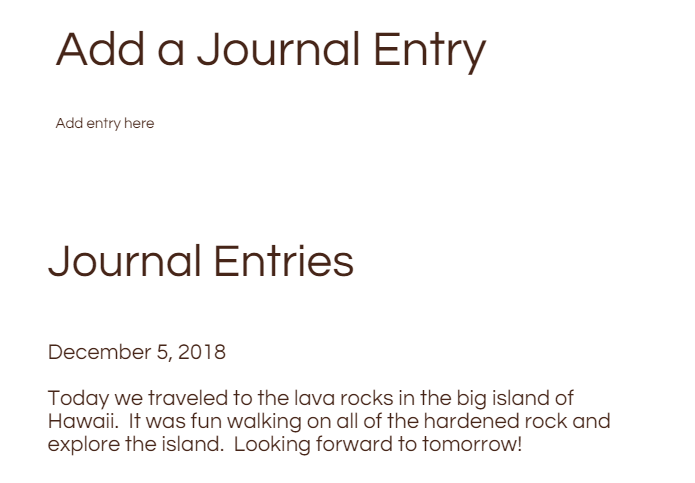 Add a Journal Entry
Add entry here
Journal Entries
December 5, 2018
Today we traveled to the lava rocks in the big island of
Hawaii.  It was fun walking on all of the hardened rock and
explore the island.  Looking forward to tomorrow!